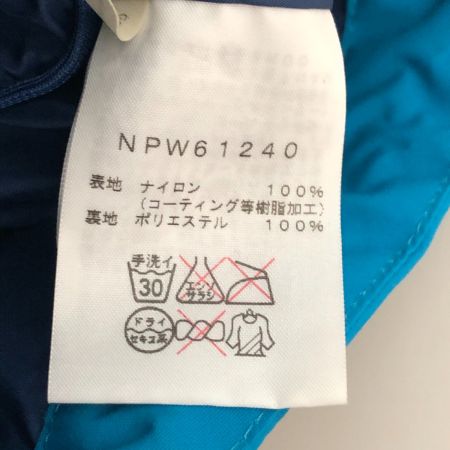 NPW61240
表地 ナイロン 100%
(コーティング等樹脂加工)
裏地 ポリエステル 100%
手洗イ
30
エンソ
サラシ
ドライ
セキユ系